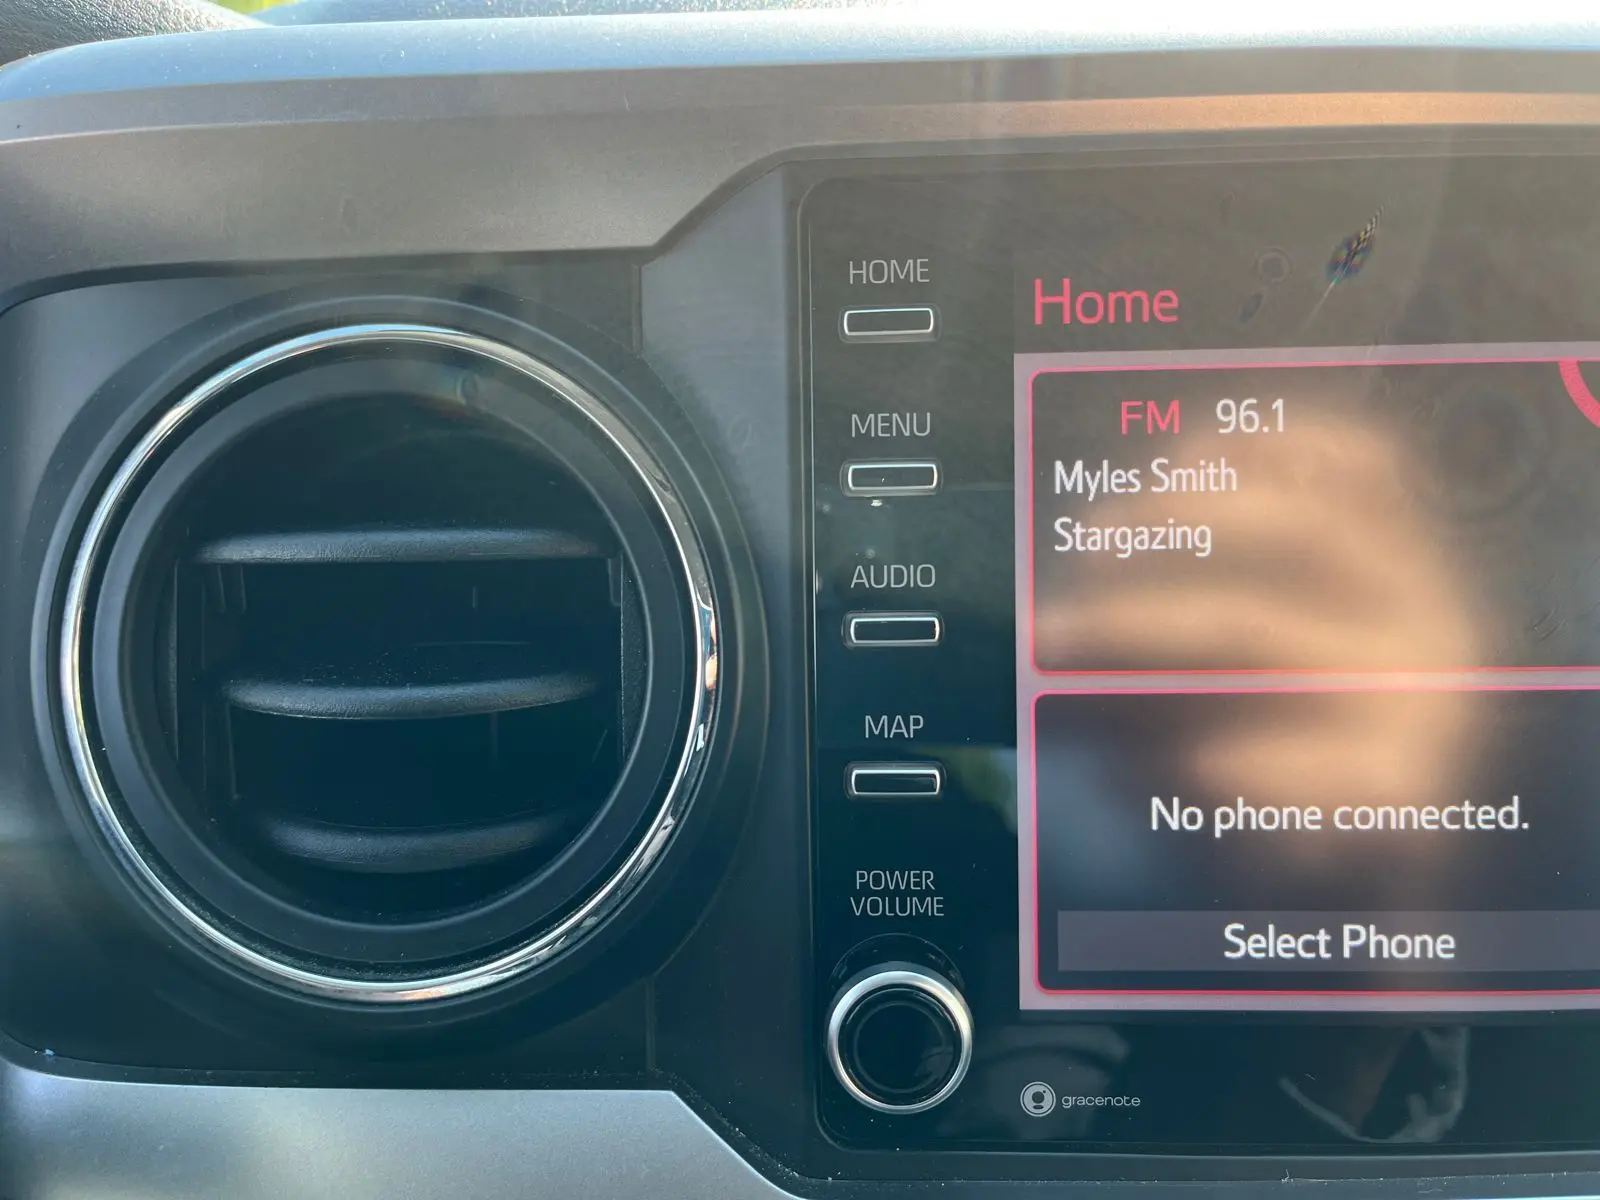 HOME
MENU
AUDIO
MAP
POWER
VOLUME
Home
FM 96.1
Myles Smith
Stargazing
No phone connected.
Select Phone
gracenote